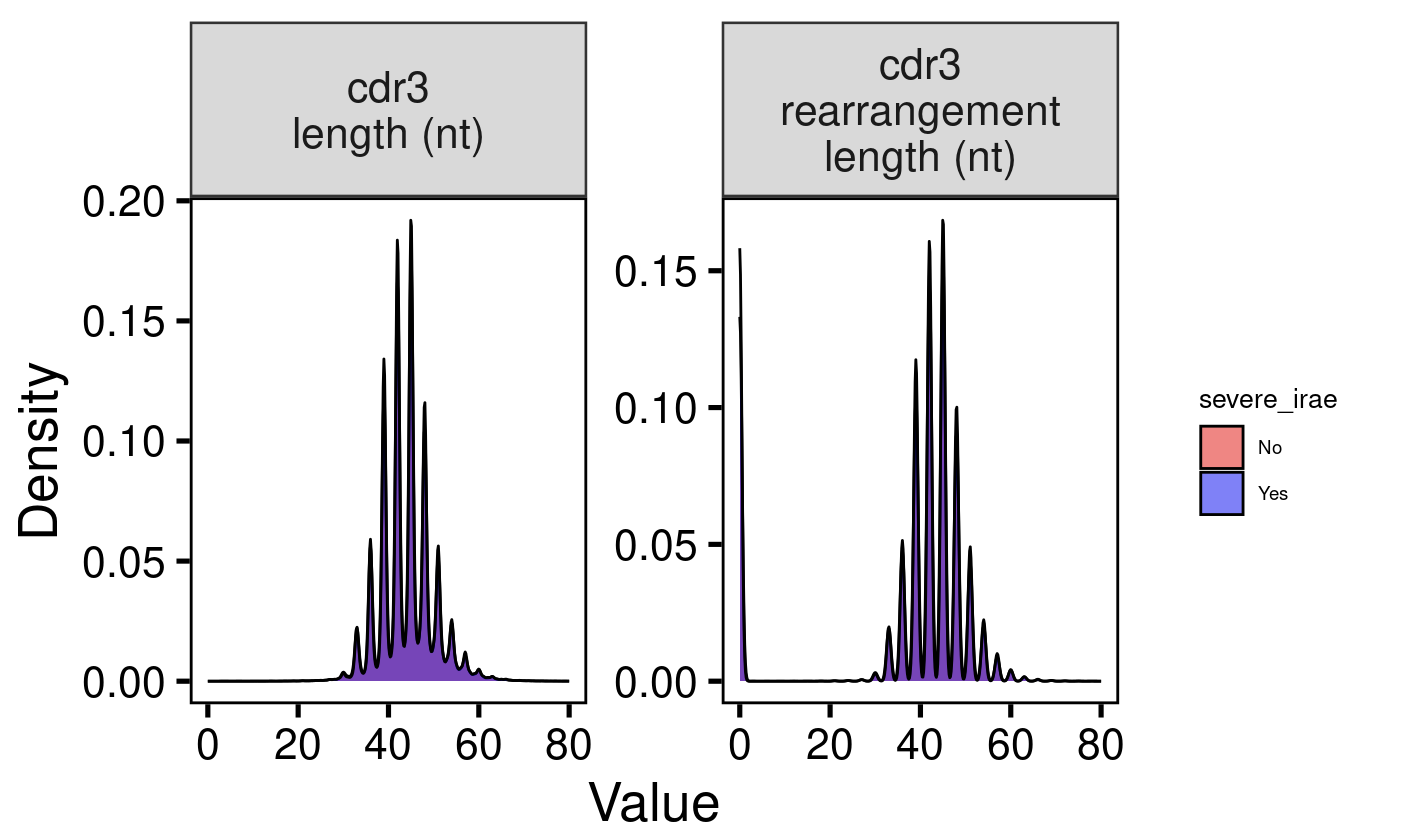 cdr3
length (nt)
cdr3
rearrangement
length (nt)
0.20
0.15
0.10
0.05
0.00
0.15
0.10
0.05
0.00
0 20 40 60 80
0 20 40 60 80
Density
Value
severe_irae
No
Yes